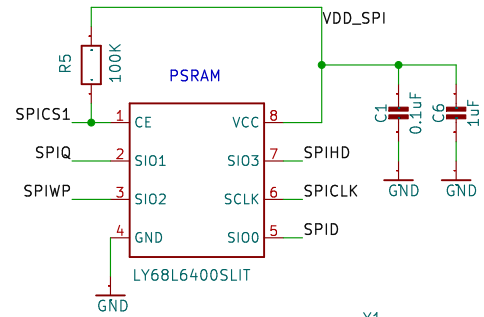 VDD_SPI
R5
100K
PSRAM
SPICS1
1
CE
VCC
8
C1
0.1uF
C6
1uF
SPIQ
2
SIO1
SIO3
7
SPIHD
SPIWP
3
SIO2
SCLK
6
SPICLK
GND
GND
4
GND
SIO0
5
SPID
LY68L6400SLIT
GND